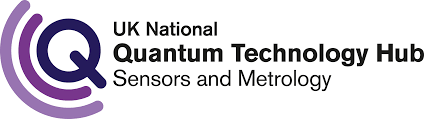 UK National
Quantum Technology Hub
Sensors and Metrology